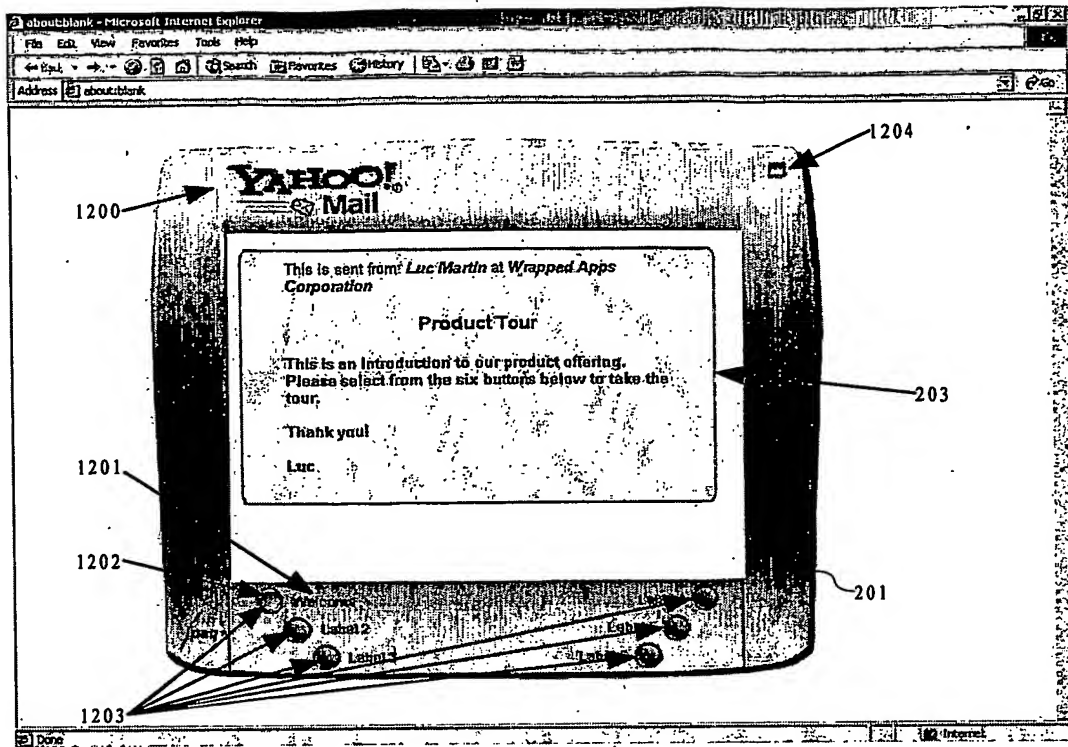 about:blank - Microsoft Internet Explorer
File Edit View Favorites Tools Help
Back Search Favorites History
Address about:blank Go
1204
YAHOO!
Mail
1200
This is sent from: Luc Martin at Wrapped Apps
Corporation
Product Tour
This is an Introduction to our product offering.
Please select from the six buttons below to take the
tour.
Thank you!
Luc
203
1201
1202
Welcome
201
Label 2
Label 3
1203
Done Internet